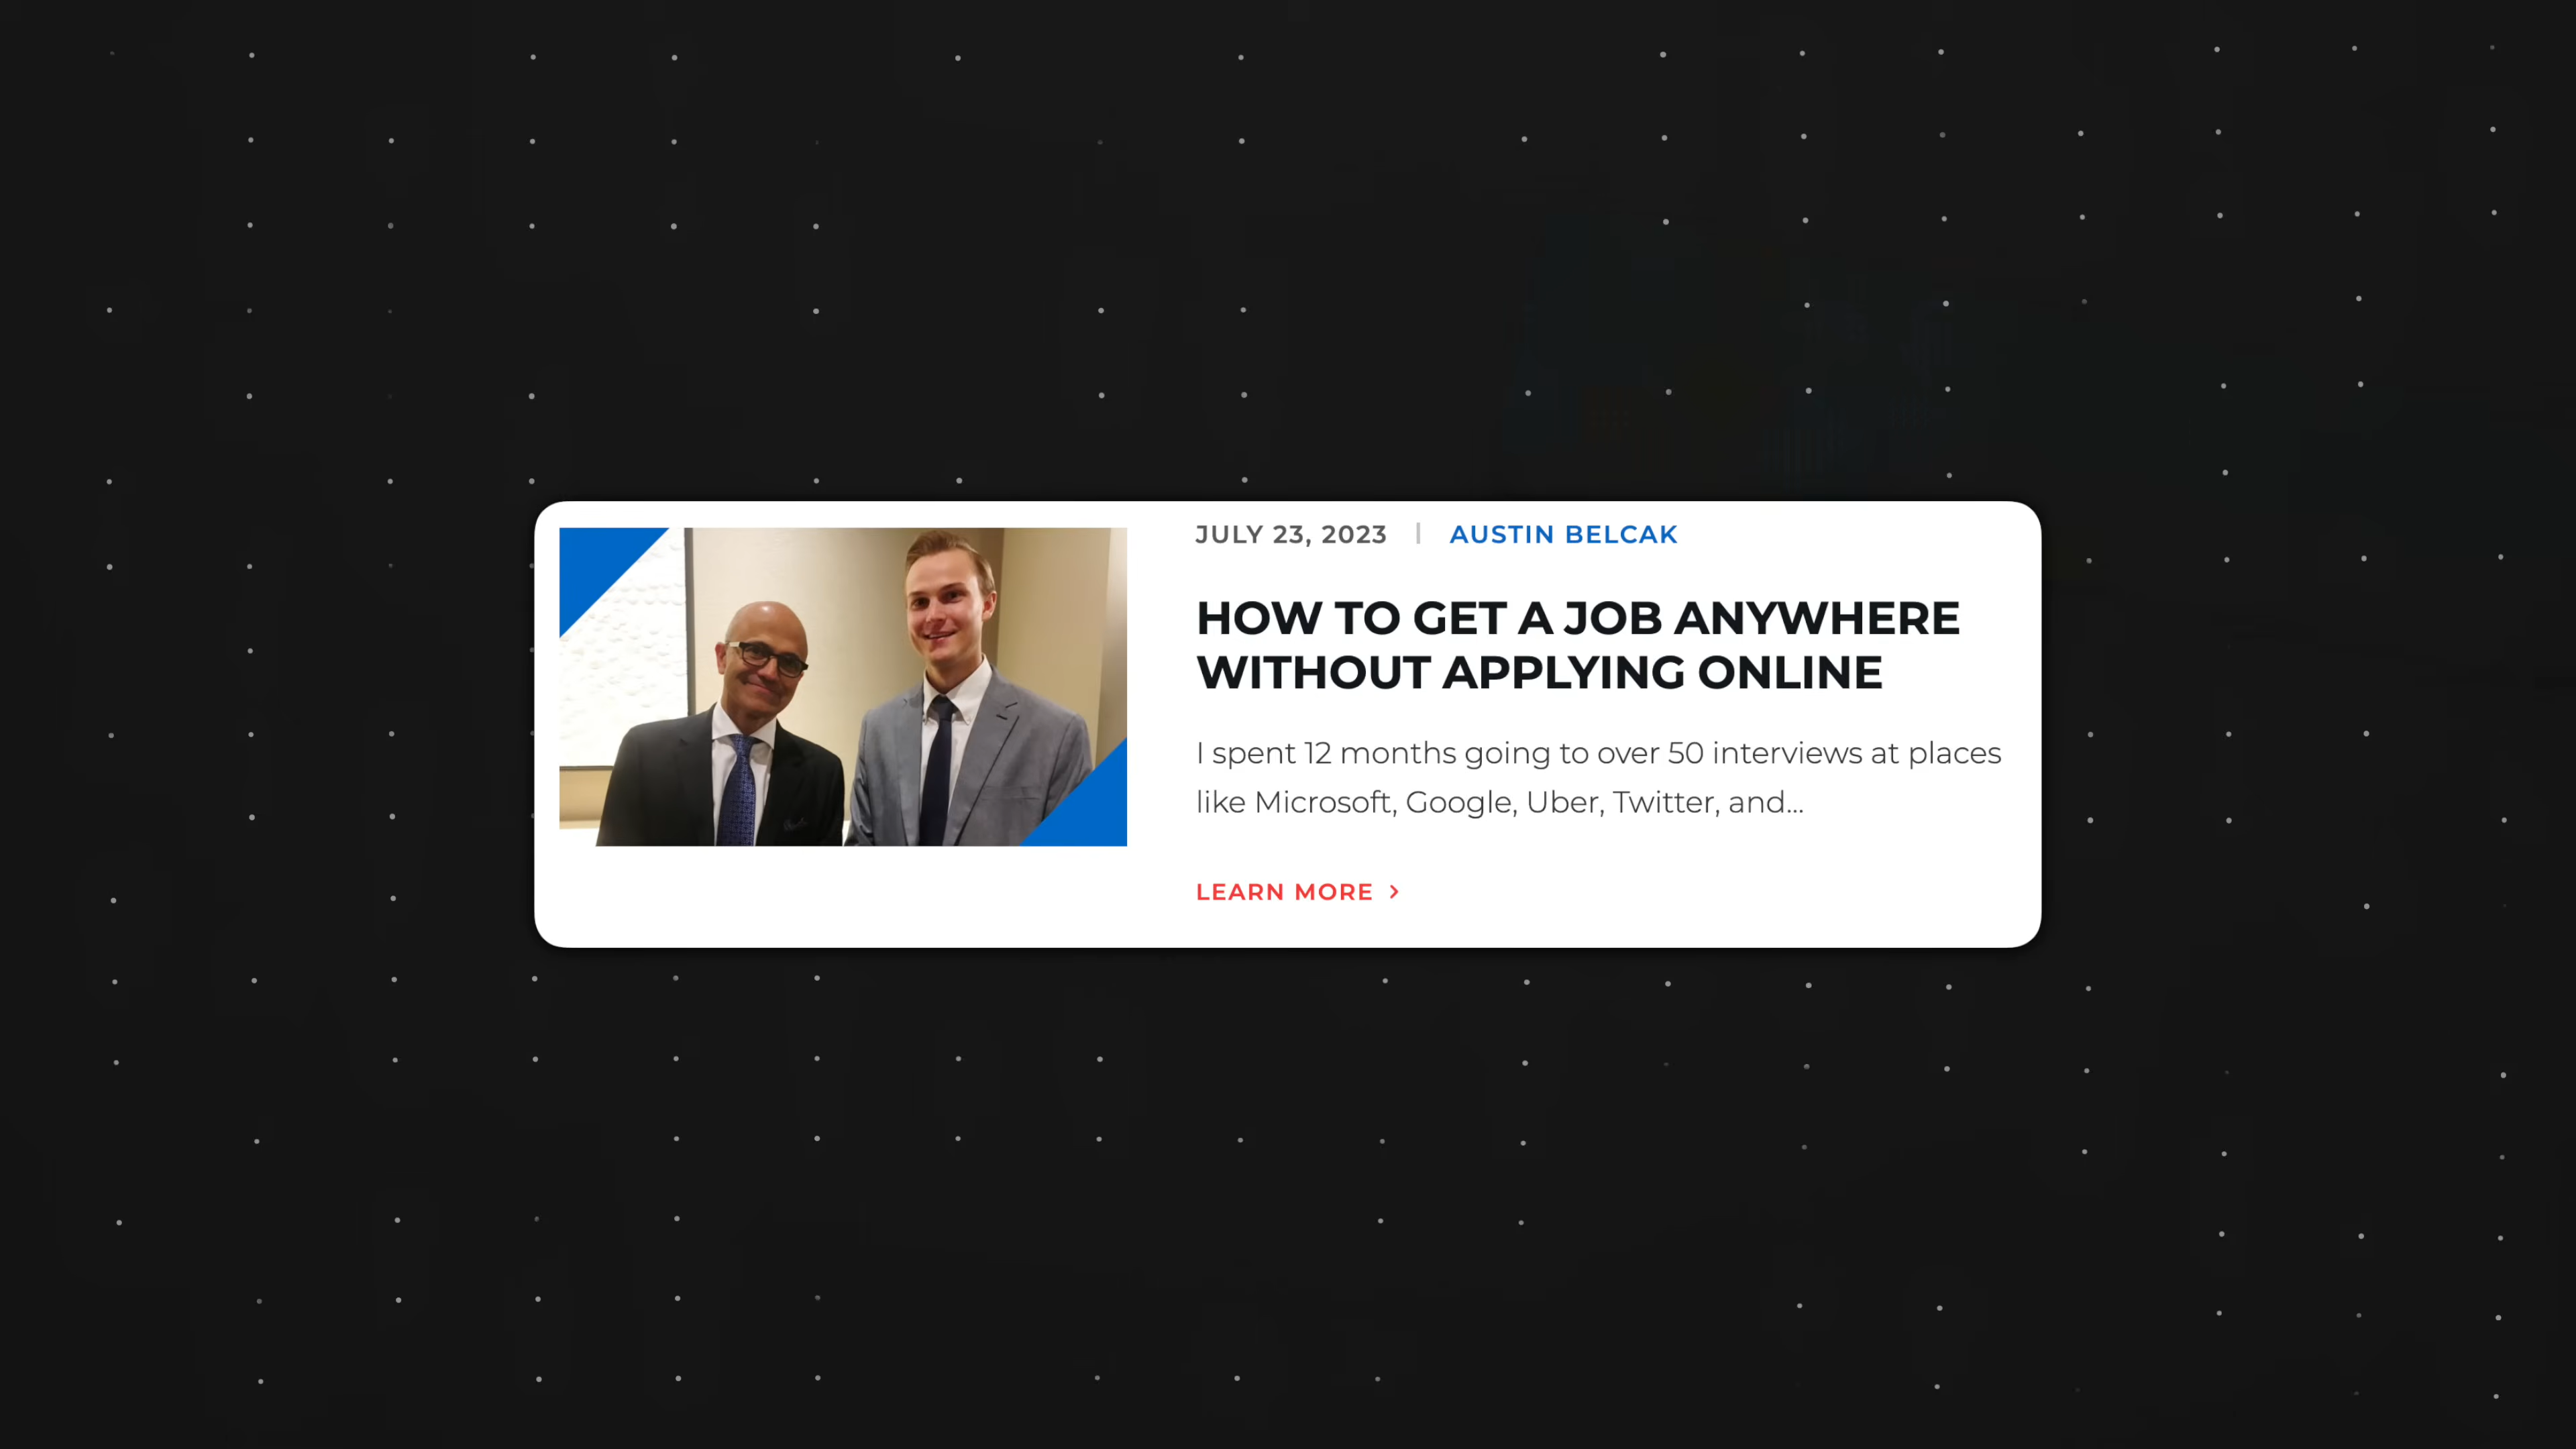 JULY 23, 2023 | AUSTIN BELCAK
HOW TO GET A JOB ANYWHERE
WITHOUT APPLYING ONLINE
I spent 12 months going to over 50 interviews at places
like Microsoft, Google, Uber, Twitter, and...
LEARN MORE >